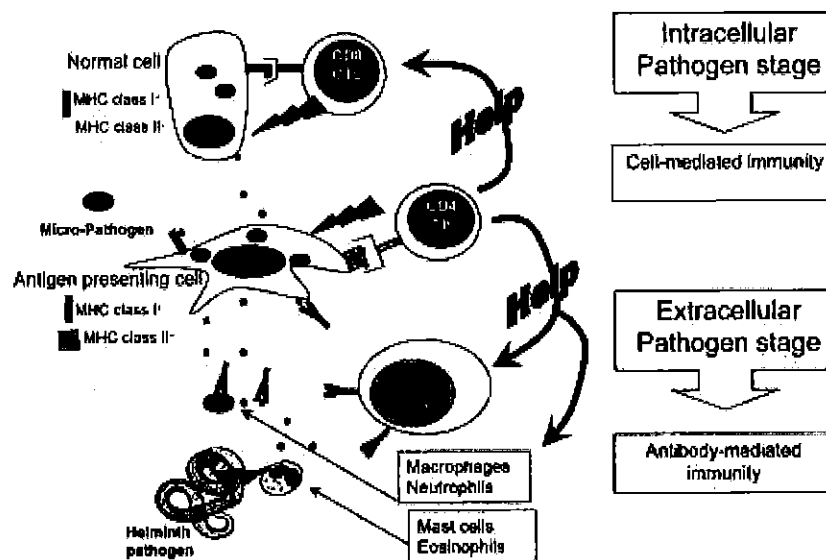 Normal cell
MHC class I+
MHC class II-
Micro-Pathogen
Antigen presenting cell
MHC class I+
MHC class II+
Help
CD4
Help
Macrophages
Neutrophils
Mast cells
Eosinophils
Helminth
pathogen
Intracellular
Pathogen stage
Cell-mediated immunity
Extracellular
Pathogen stage
Antibody-mediated
immunity